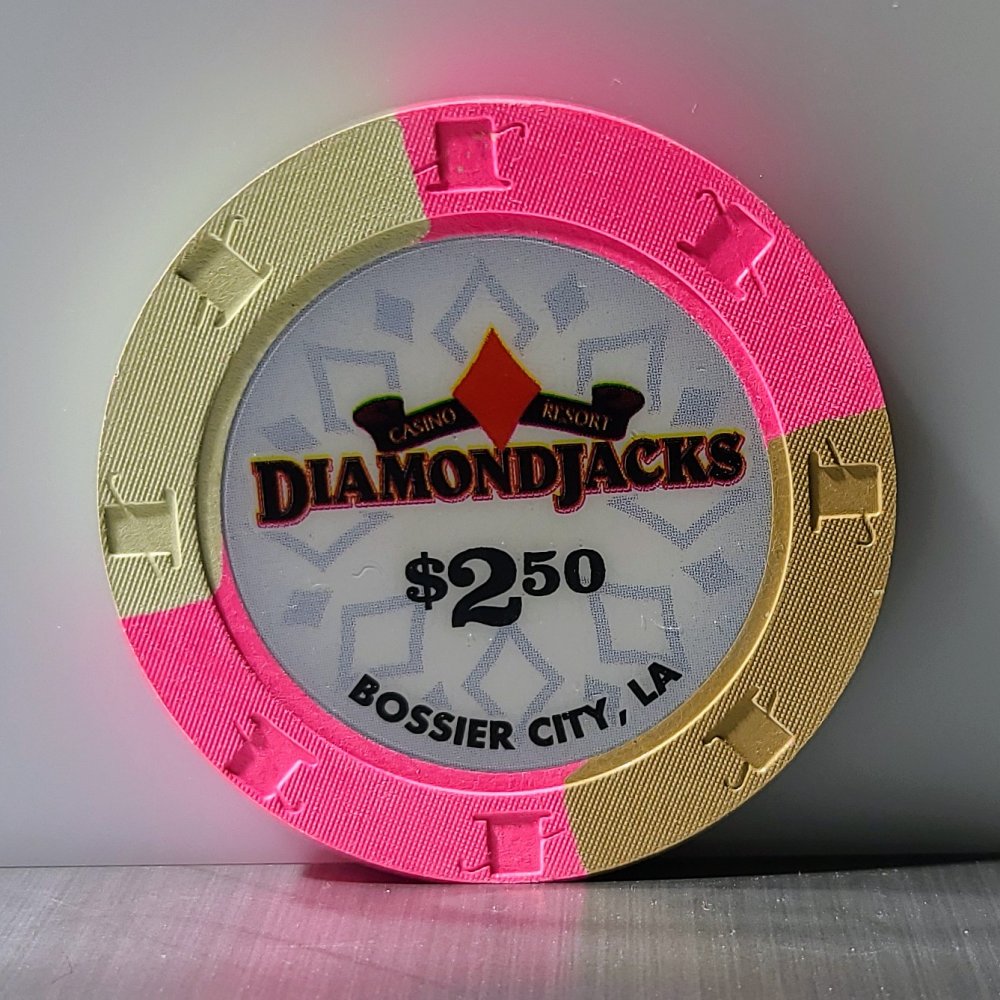 CASINO RESORT
DIAMONDJACKS
$2.50
BOSSIER CITY, LA